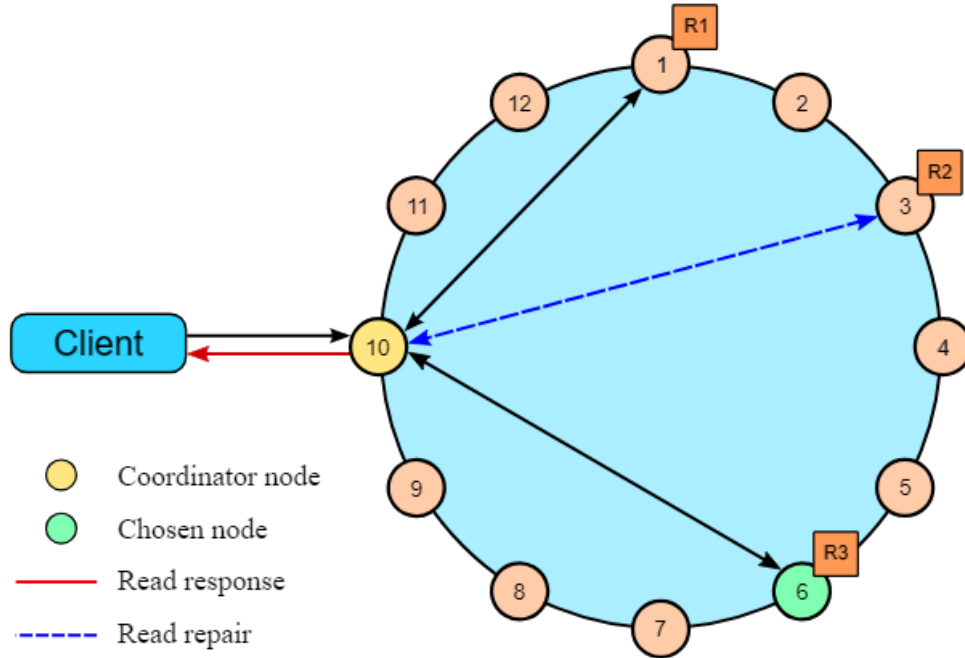 R1
1
12
2
R2
11
3
Client
10
4
Coordinator node
9
5
Chosen node
R3
Read response
8
6
Read repair
7